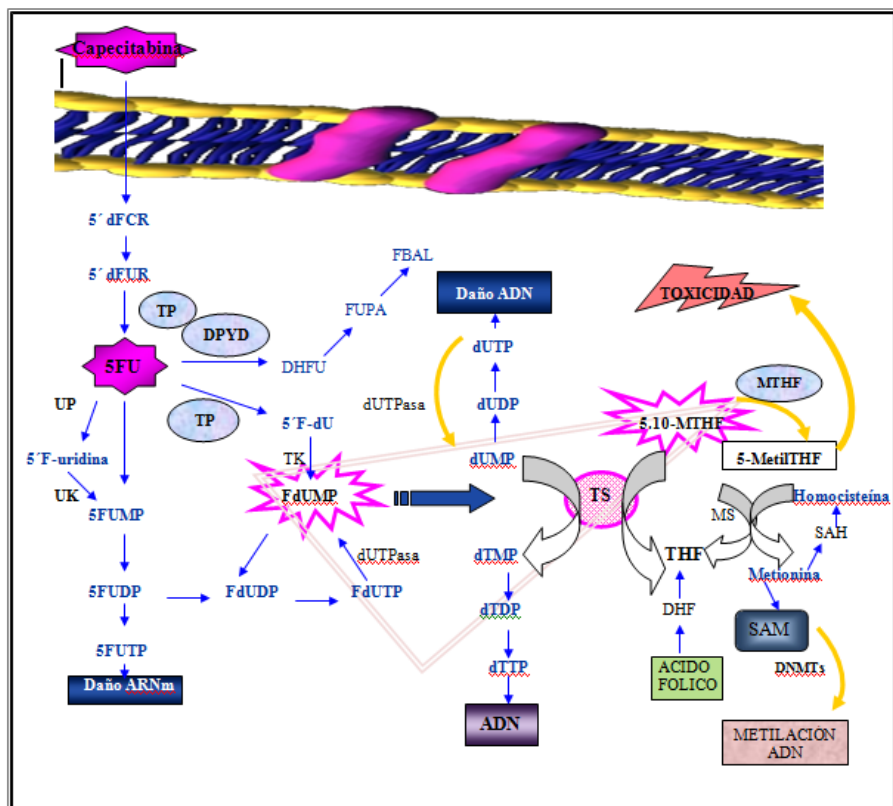 Capecitabina
5´ dFCR
5´ dFUR
TP
DPYD
5FU
DHFU
FUPA
FBAL
UP
TP
5´F-dU
5´F-uridina
TK
UK
FdUMP
5FUMP
dUTPasa
5FUDP
FdUDP
FdUTP
5FUTP
Daño ARNm
Daño ADN
dUTP
dUTPasa
dUDP
dUMP
TS
dTMP
dTDP
dTTP
ADN
TOXICIDAD
MTHF
5.10-MTHF
5-MetilTHF
MS
Homocisteína
SAH
THF
Metionina
DHF
SAM
ACIDO
FOLICO
DNMTs
METILACIÓN
ADN